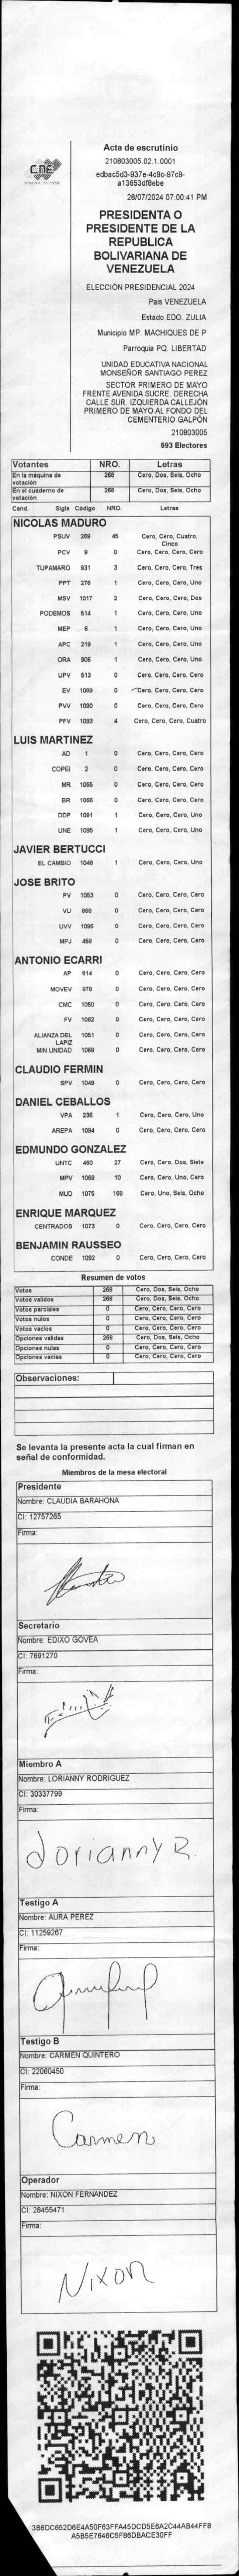 CNE
Acta de escrutinio
210803005.02.1.0001
edbac5d3-937e-4c9c-97c9-
a13653df8ebe
28/07/2024 07:00:41 PM
PRESIDENTA O
PRESIDENTE DE LA
REPUBLICA
BOLIVARIANA DE
VENEZUELA
ELECCIÓN PRESIDENCIAL 2024
País VENEZUELA
Estado EDO. ZULIA
Municipio MP. MACHIQUES DE P
Parroquia PQ. LIBERTAD
UNIDAD EDUCATIVA NACIONAL
MONSEÑOR SANTIAGO PEREZ
SECTOR PRIMERO DE MAYO
FRENTE AVENIDA SUCRE. DERECHA
CALLE SUR. IZQUIERDA CALLEJÓN
PRIMERO DE MAYO AL FONDO DEL
CEMENTERIO GALPÓN
210803005
693 Electores
Votantes NRO. Letras
En la máquina de votación 268 Cero, Dos, Seis, Ocho
En el cuaderno de votación 268 Cero, Dos, Seis, Ocho
Cand. Sigla Código NRO. Letras
NICOLAS MADURO
PSUV 269 45 Cero, Cero, Cuatro, Cinco
PCV 9 0 Cero, Cero, Cero, Cero
TUPAMARO 931 3 Cero, Cero, Cero, Tres
PPT 276 1 Cero, Cero, Cero, Uno
MSV 1017 2 Cero, Cero, Cero, Dos
PODEMOS 514 1 Cero, Cero, Cero, Uno
MEP 6 1 Cero, Cero, Cero, Uno
APC 219 1 Cero, Cero, Cero, Uno
ORA 906 1 Cero, Cero, Cero, Uno
UPV 513 0 Cero, Cero, Cero, Cero
EV 1089 0 Cero, Cero, Cero, Cero
PVV 1090 0 Cero, Cero, Cero, Cero
PFV 1093 4 Cero, Cero, Cero, Cuatro
LUIS MARTINEZ
AD 1 0 Cero, Cero, Cero, Cero
COPEI 2 0 Cero, Cero, Cero, Cero
MR 1065 0 Cero, Cero, Cero, Cero
BR 1066 0 Cero, Cero, Cero, Cero
DDP 1091 1 Cero, Cero, Cero, Uno
UNE 1095 1 Cero, Cero, Cero, Uno
JAVIER BERTUCCI
EL CAMBIO 1048 1 Cero, Cero, Cero, Uno
JOSE BRITO
PV 1053 0 Cero, Cero, Cero, Cero
VU 868 0 Cero, Cero, Cero, Cero
UVV 1096 0 Cero, Cero, Cero, Cero
MPJ 458 0 Cero, Cero, Cero, Cero
ANTONIO ECARRI
AP 814 0 Cero, Cero, Cero, Cero
MOVEV 878 0 Cero, Cero, Cero, Cero
CMC 1050 0 Cero, Cero, Cero, Cero
FV 1062 0 Cero, Cero, Cero, Cero
ALIANZA DEL LAPIZ 1051 0 Cero, Cero, Cero, Cero
MIN UNIDAD 1069 0 Cero, Cero, Cero, Cero
CLAUDIO FERMIN
SPV 1049 0 Cero, Cero, Cero, Cero
DANIEL CEBALLOS
VPA 236 1 Cero, Cero, Cero, Uno
AREPA 1094 0 Cero, Cero, Cero, Cero
EDMUNDO GONZALEZ
UNTC 480 27 Cero, Cero, Dos, Siete
MPV 10 Cero, Cero, Uno, Cero
MUD 1075 168 Cero, Uno, Seis, Ocho
ENRIQUE MARQUEZ
CENTRADOS 1073 0 Cero, Cero, Cero, Cero
BENJAMIN RAUSSEO
CONDE 1092 0 Cero, Cero, Cero, Cero
Resumen de votos
Votos 268 Cero, Dos, Seis, Ocho
Votos validos 268 Cero, Dos, Seis, Ocho
Votos parciales 0 Cero, Cero, Cero, Cero
Votos nulos 0 Cero, Cero, Cero, Cero
Votos vacios 0 Cero, Cero, Cero, Cero
Opciones validas 268 Cero, Dos, Seis, Ocho
Opciones nulas 0 Cero, Cero, Cero, Cero
Opciones vacias 0 Cero, Cero, Cero, Cero
Observaciones:
Se levanta la presente acta la cual firman en
señal de conformidad.
Miembros de la mesa electoral
Presidente
Nombre: CLAUDIA BARAHONA
CI: 12757265
Firma:
Secretario
Nombre: EDIXO GOVEA
CI: 7691270
Firma:
Miembro A
Nombre: LORIANNY RODRIGUEZ
CI: 30337799
Firma:
Lorianny R.
Testigo A
Nombre: AURA PEREZ
CI: 11259267
Firma:
Testigo B
Nombre: CARMEN QUINTERO
CI: 22060450
Firma:
Carmen
Operador
Nombre: NIXON FERNANDEZ
CI: 28455471
Firma:
Nixon
3B6DC652D6E4A50F63FFA45DCD5E6A2C44AB44FF8
A5B5E7646C5F86DBACE30FF